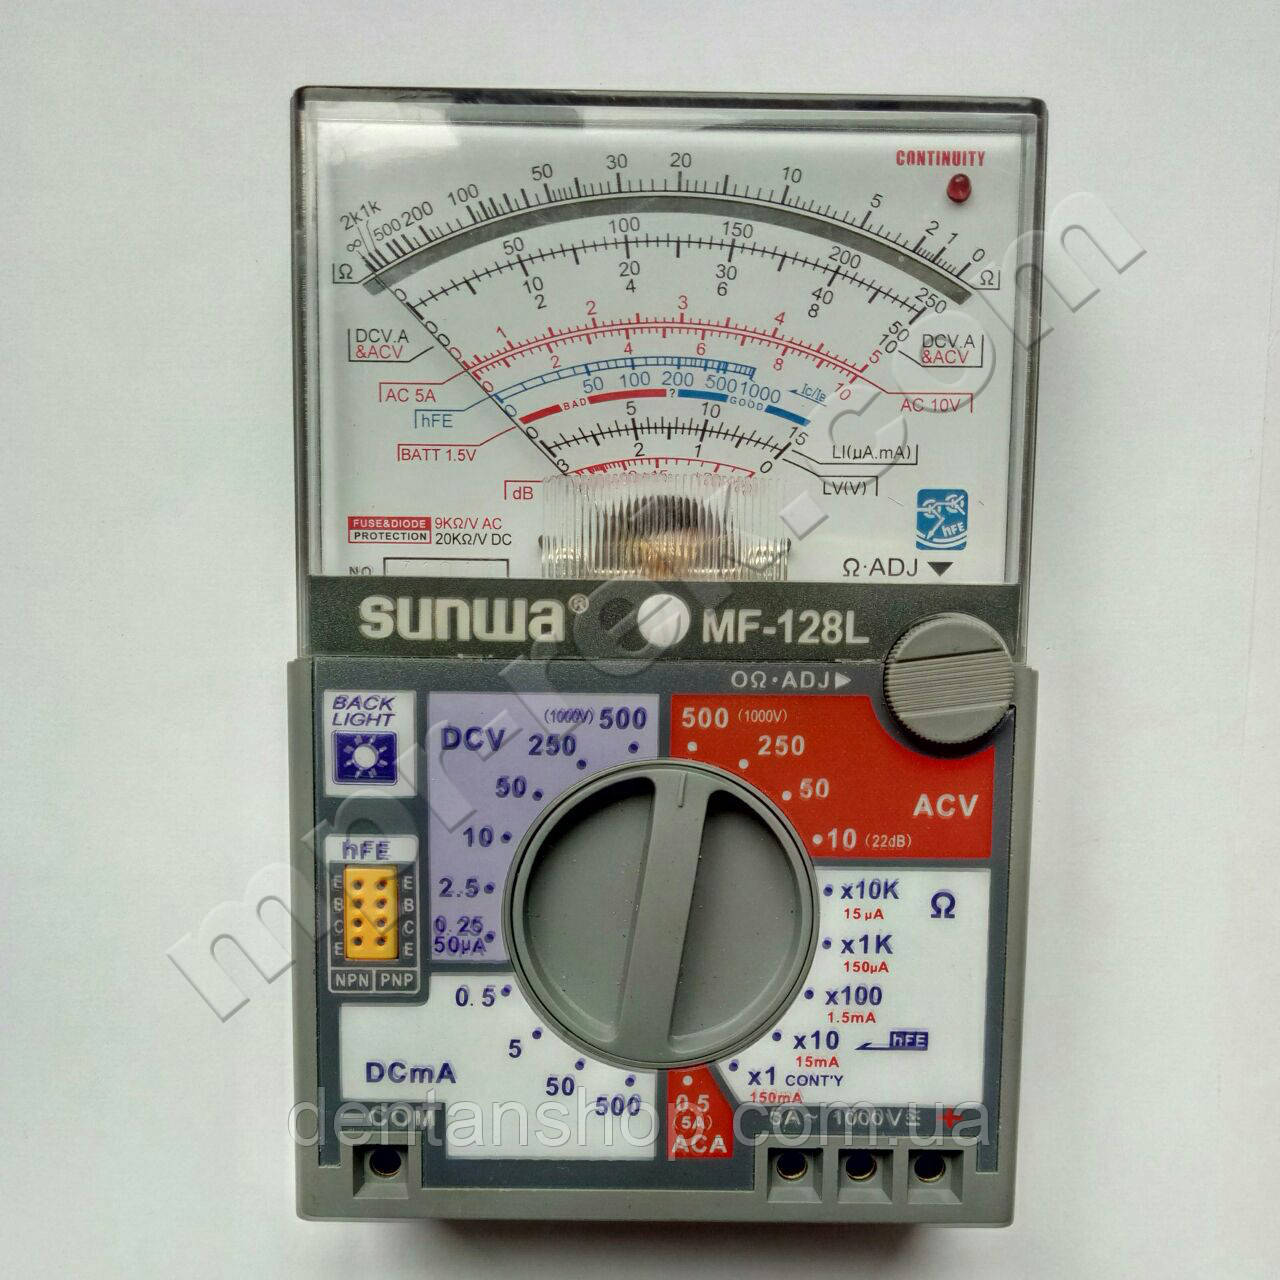 CONTINUITY
∞ 2k 1k 500 200 100 50 30 20 10 5 2 1 0
Ω Ω
0 50 100 150 200 250
0 10 20 30 40 50
0 2 4 6 8 10
DCV.A
&ACV
DCV.A
&ACV
0 1 2 3 4 5
AC 5A
0 2 4 6 8 10
AC 10V
hFE
0 50 100 200 500 1000
Ic/IB
BAD ? GOOD
BATT 1.5V
0 5 10 15
LI(μA.mA)
3 2 1 0
LV(V)
dB
FUSE&DIODE
PROTECTION
9KΩ/V AC
20KΩ/V DC
hFE
Ω·ADJ▼
sunwa® MF-128L
OΩ·ADJ▶
BACK
LIGHT
DCV
(1000V) 500
250
50
10
2.5
0.25
50μA
500 (1000V)
250
50
10 (22dB)
ACV
hFE
E E
B B
C C
E E
NPN PNP
x10K
15μA
Ω
x1K
150μA
x100
1.5mA
x10
15mA
hFE
x1 CONT'Y
150mA
0.5
5
50
500
DCmA
0.5
(5A)
ACA
COM
5A~ 1000V≂ +
mnr-rei.com
dentanshop.com.ua